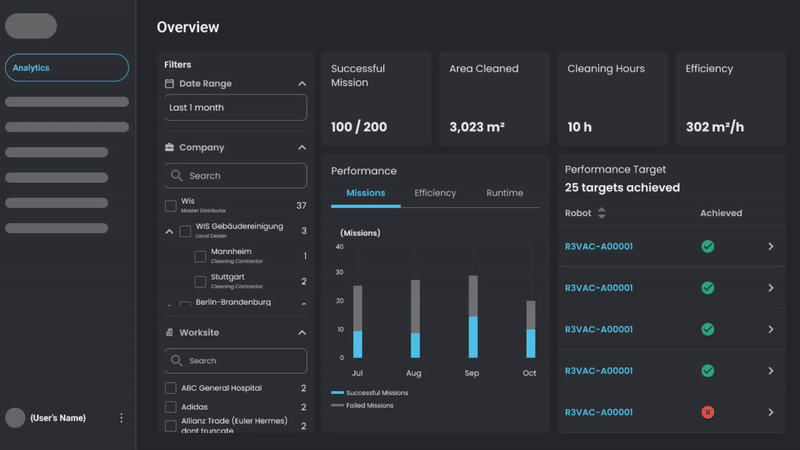 Overview
Analytics
(User's Name)
Filters
Date Range
Last 1 month
Company
Search
Wis
Master Distributor
37
WIS Gebäudereinigung
Local Dealer
3
Mannheim
Cleaning Contractor
1
Stuttgart
Cleaning Contractor
2
Berlin-Brandenburg
Worksite
Search
ABC General Hospital
2
Adidas
2
Allianz Trade (Euler Hermes)
dont truncate
2
Successful
Mission
100 / 200
Area Cleaned
3,023 m²
Cleaning Hours
10 h
Efficiency
302 m²/h
Performance
Missions
Efficiency
Runtime
(Missions)
40
30
20
10
0
Jul
Aug
Sep
Oct
Successful Missions
Failed Missions
Performance Target
25 targets achieved
Robot
Achieved
R3VAC-A00001
R3VAC-A00001
R3VAC-A00001
R3VAC-A00001
R3VAC-A00001